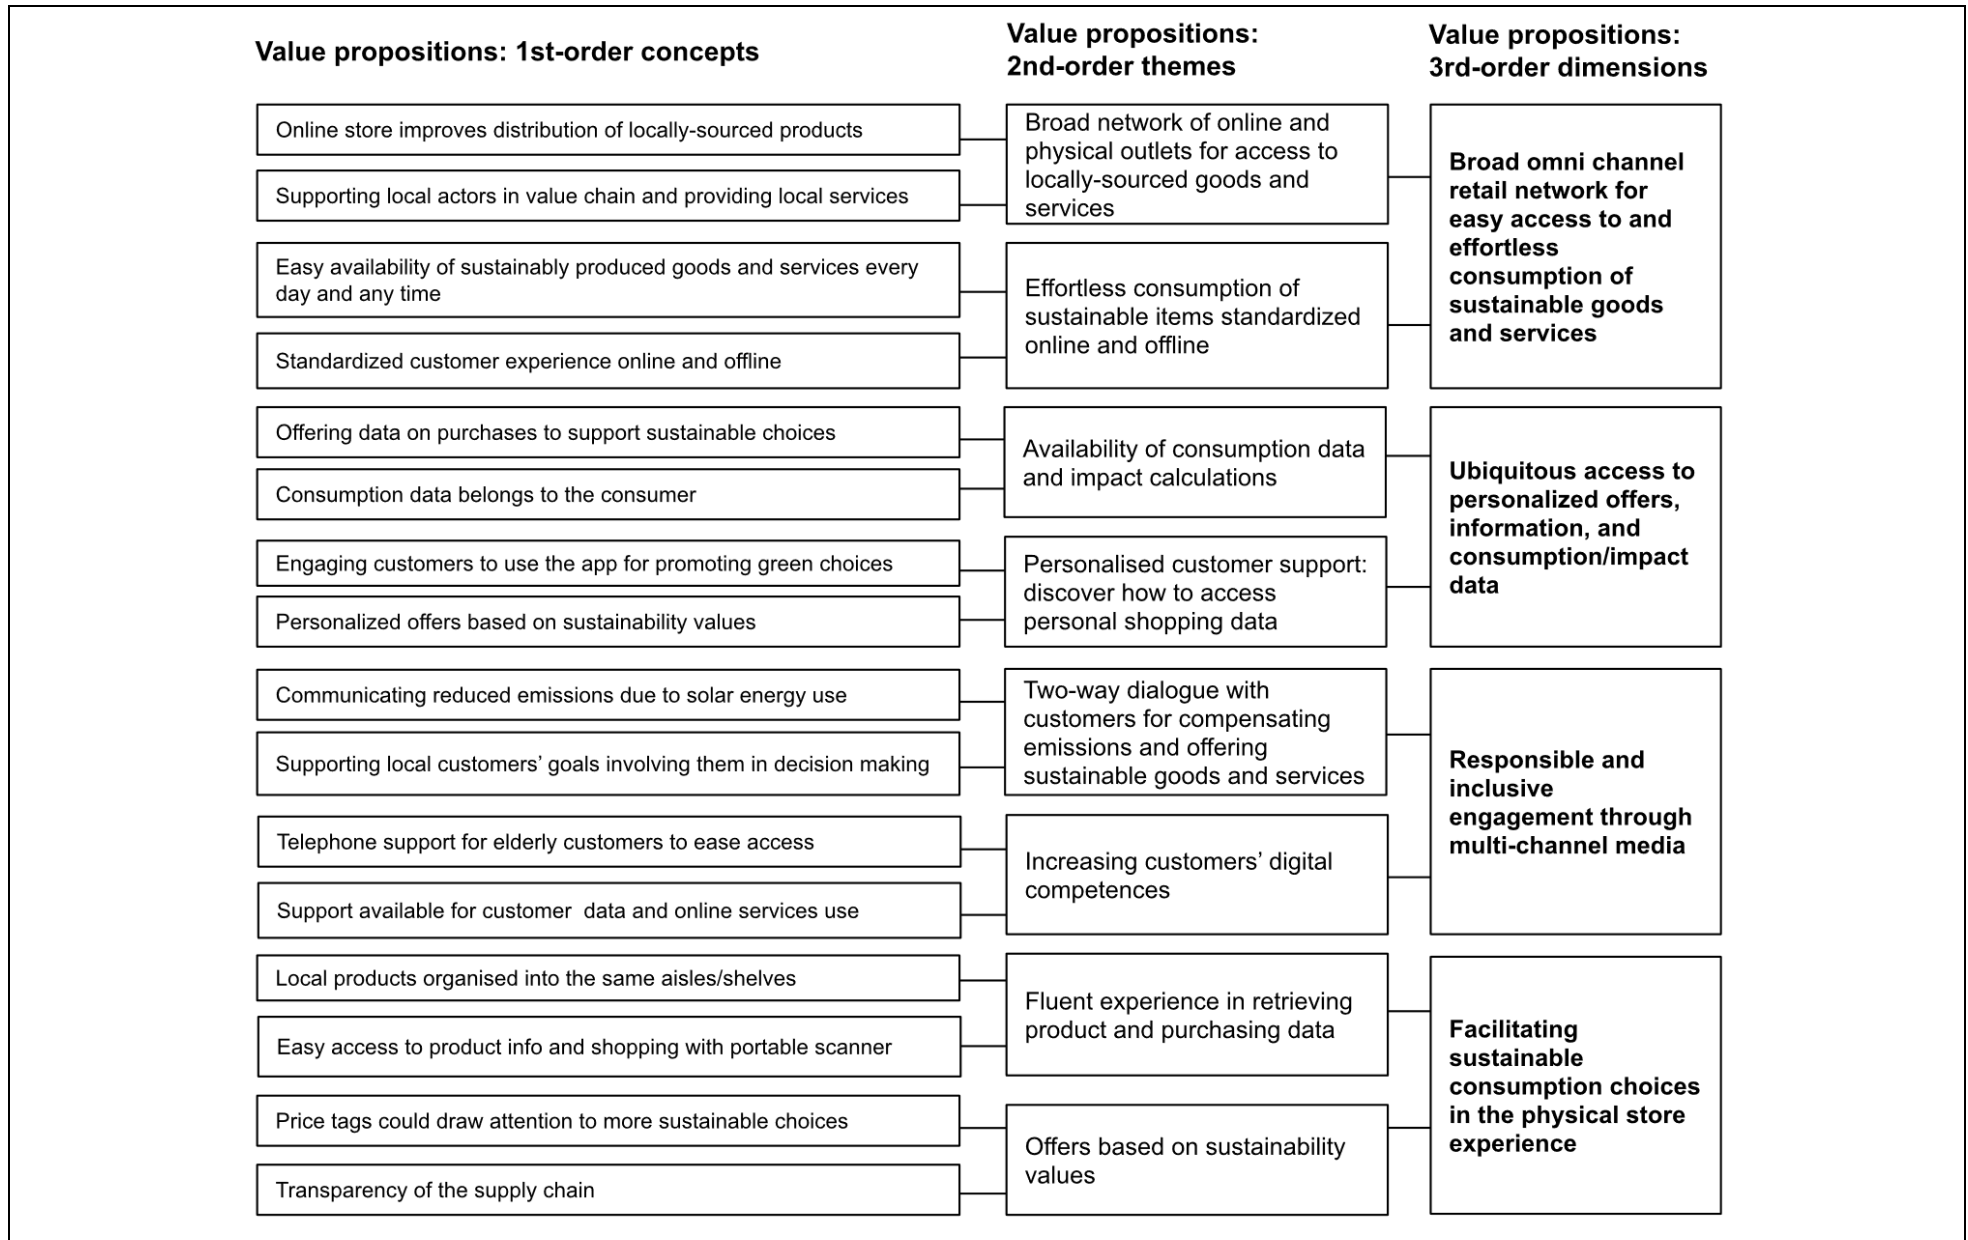 Value propositions: 1st-order concepts
Value propositions:
2nd-order themes
Value propositions:
3rd-order dimensions
Online store improves distribution of locally-sourced products
Supporting local actors in value chain and providing local services
Broad network of online and
physical outlets for access to
locally-sourced goods and
services
Easy availability of sustainably produced goods and services every
day and any time
Standardized customer experience online and offline
Effortless consumption of
sustainable items standardized
online and offline
Broad omni channel
retail network for
easy access to and
effortless
consumption of
sustainable goods
and services
Offering data on purchases to support sustainable choices
Consumption data belongs to the consumer
Availability of consumption data
and impact calculations
Engaging customers to use the app for promoting green choices
Personalized offers based on sustainability values
Personalised customer support:
discover how to access
personal shopping data
Ubiquitous access to
personalized offers,
information, and
consumption/impact
data
Communicating reduced emissions due to solar energy use
Supporting local customers’ goals involving them in decision making
Two-way dialogue with
customers for compensating
emissions and offering
sustainable goods and services
Telephone support for elderly customers to ease access
Support available for customer  data and online services use
Increasing customers’ digital
competences
Responsible and
inclusive
engagement through
multi-channel media
Local products organised into the same aisles/shelves
Easy access to product info and shopping with portable scanner
Fluent experience in retrieving
product and purchasing data
Price tags could draw attention to more sustainable choices
Transparency of the supply chain
Offers based on sustainability
values
Facilitating
sustainable
consumption choices
in the physical store
experience